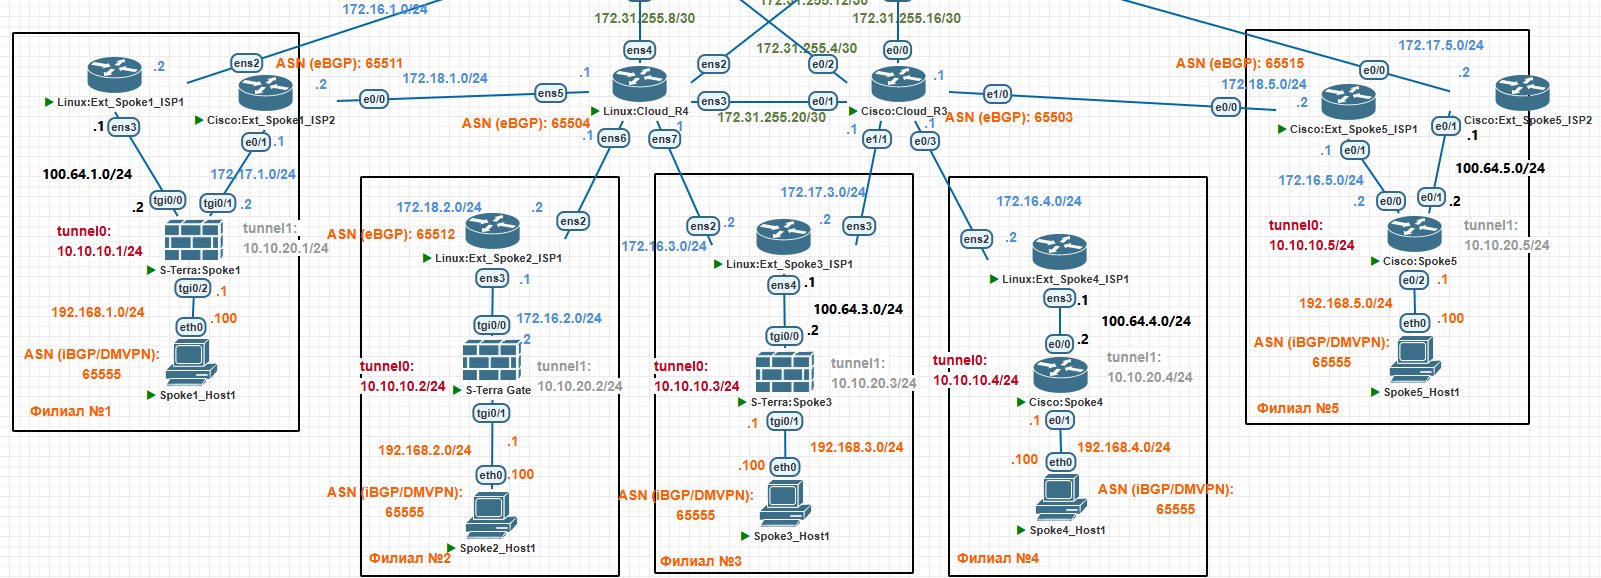 172.16.1.0/24
172.31.255.8/30
172.31.255.12/30
172.31.255.16/30
172.31.255.4/30
172.31.255.20/30
ens4
ens2
e0/2
e0/0
ens5
ens3
e0/1
e1/0
.1
.1
Linux:Cloud_R4
Cisco:Cloud_R3
ASN (eBGP): 65504
ASN (eBGP): 65503
ens6
ens7
e1/1
e0/3
.1
.1
.1
.1
ens2
.2
ASN (eBGP): 65511
Linux:Ext_Spoke1_ISP1
.2
172.18.1.0/24
e0/0
Cisco:Ext_Spoke1_ISP2
.1
ens3
e0/1
.1
100.64.1.0/24
172.17.1.0/24
tgi0/0
tgi0/1
.2
.2
tunnel0:
10.10.10.1/24
tunnel1:
10.10.20.1/24
S-Terra:Spoke1
tgi0/2
.1
192.168.1.0/24
eth0
.100
ASN (iBGP/DMVPN):
65555
Spoke1_Host1
Филиал №1
172.18.2.0/24
.2
ens2
ASN (eBGP): 65512
Linux:Ext_Spoke2_ISP1
ens3
.1
172.16.2.0/24
tgi0/0
.2
tunnel0:
10.10.10.2/24
tunnel1:
10.10.20.2/24
S-Terra Gate
tgi0/1
.1
192.168.2.0/24
eth0
.100
ASN (iBGP/DMVPN):
65555
Spoke2_Host1
Филиал №2
172.17.3.0/24
ens2
.2
.2
ens3
172.16.3.0/24
Linux:Ext_Spoke3_ISP1
ens4
.1
100.64.3.0/24
tgi0/0
.2
tunnel0:
10.10.10.3/24
tunnel1:
10.10.20.3/24
S-Terra:Spoke3
tgi0/1
.1
192.168.3.0/24
.100
eth0
ASN (iBGP/DMVPN):
65555
Spoke3_Host1
Филиал №3
172.16.4.0/24
ens2
.2
Linux:Ext_Spoke4_ISP1
ens3
.1
100.64.4.0/24
e0/0
.2
tunnel0:
10.10.10.4/24
tunnel1:
10.10.20.4/24
Cisco:Spoke4
.1
e0/1
192.168.4.0/24
.100
eth0
ASN (iBGP/DMVPN):
65555
Spoke4_Host1
Филиал №4
172.17.5.0/24
ASN (eBGP): 65515
e0/0
.2
172.18.5.0/24
e0/0
.2
Cisco:Ext_Spoke5_ISP1
Cisco:Ext_Spoke5_ISP2
e0/1
.1
.1
e0/1
100.64.5.0/24
172.16.5.0/24
.2
e0/0
e0/1
.2
tunnel0:
10.10.10.5/24
tunnel1:
10.10.20.5/24
Cisco:Spoke5
e0/2
.1
192.168.5.0/24
eth0
.100
ASN (iBGP/DMVPN):
65555
Spoke5_Host1
Филиал №5